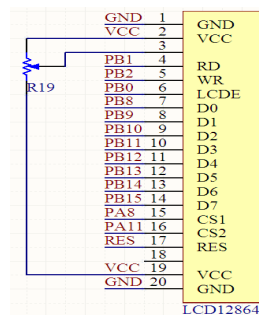 GND 1 GND
VCC 2 VCC
3
PB1 4 RD
PB2 5 WR
R19
PB0 6 LCDE
PB8 7 D0
PB9 8 D1
PB10 9 D2
PB11 10 D3
PB12 11 D4
PB13 12 D5
PB14 13 D6
PB15 14 D7
PA8 15 CS1
PA11 16 CS2
RES 17 RES
18
VCC 19 VCC
GND 20 GND
LCD12864